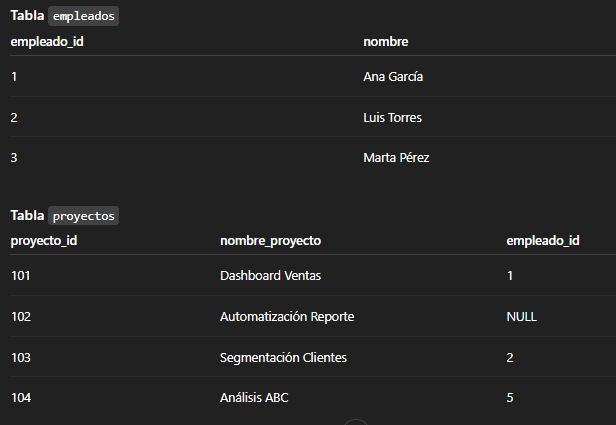 Tabla empleados
empleado_id nombre
1 Ana García
2 Luis Torres
3 Marta Pérez
Tabla proyectos
proyecto_id nombre_proyecto empleado_id
101 Dashboard Ventas 1
102 Automatización Reporte NULL
103 Segmentación Clientes 2
104 Análisis ABC 5